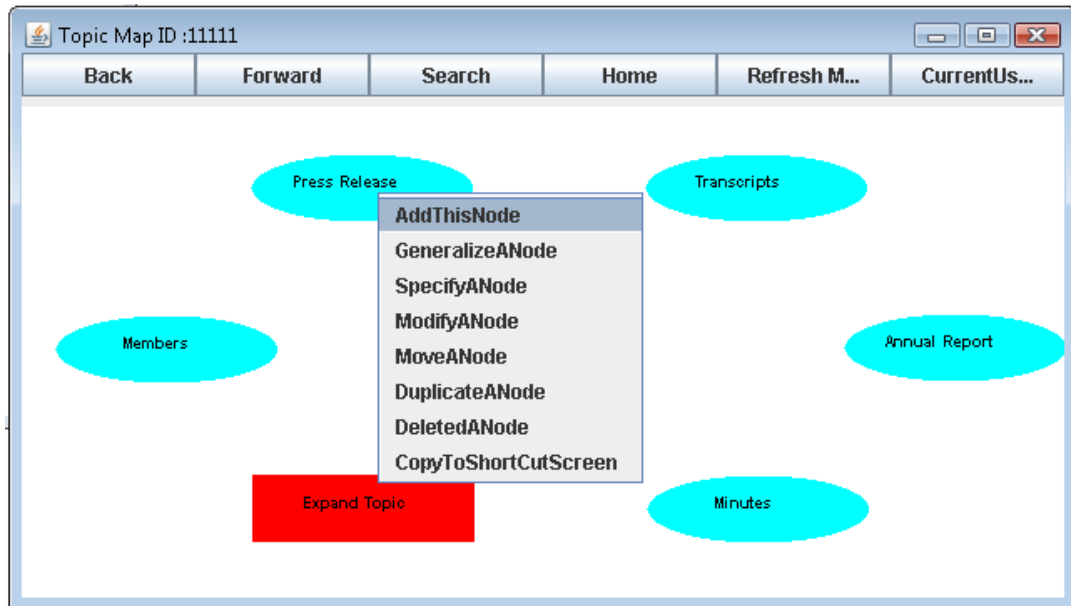 Topic Map ID :11111
Back Forward Search Home Refresh M... CurrentUs...
Press Release Transcripts
AddThisNode
GeneralizeANode
SpecifyANode
ModifyANode
Members Annual Report
MoveANode
DuplicateANode
DeletedANode
CopyToShortCutScreen
Expand Topic Minutes